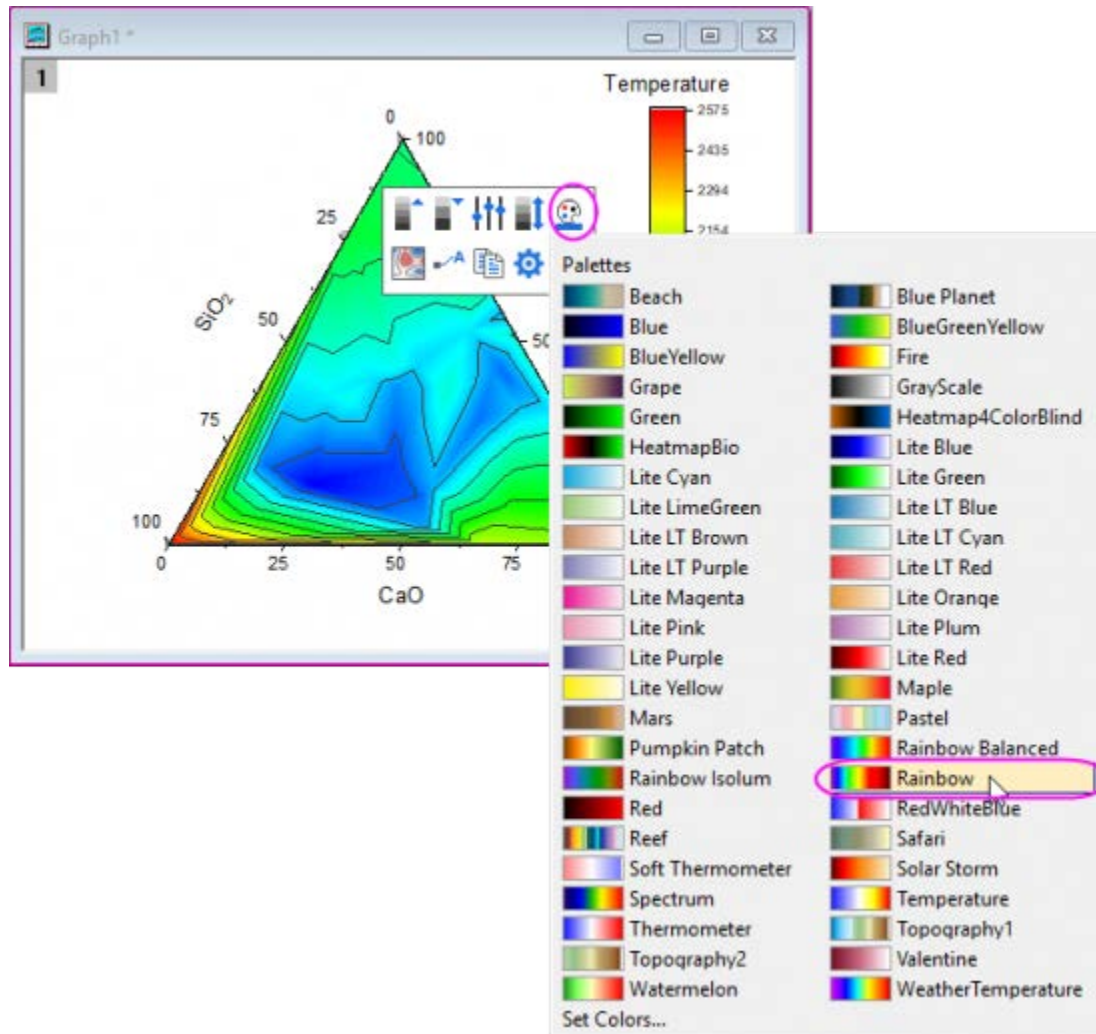 Graph1 *
1
Temperature
2575
2435
2294
2154
0
100
25
SiO₂
50
50
75
100
0
25
50
75
CaO
A
Palettes
Beach
Blue Planet
Blue
BlueGreenYellow
BlueYellow
Fire
Grape
GrayScale
Green
Heatmap4ColorBlind
HeatmapBio
Lite Blue
Lite Cyan
Lite Green
Lite LimeGreen
Lite LT Blue
Lite LT Brown
Lite LT Cyan
Lite LT Purple
Lite LT Red
Lite Magenta
Lite Orange
Lite Pink
Lite Plum
Lite Purple
Lite Red
Lite Yellow
Maple
Mars
Pastel
Pumpkin Patch
Rainbow Balanced
Rainbow Isolum
Rainbow
Red
RedWhiteBlue
Reef
Safari
Soft Thermometer
Solar Storm
Spectrum
Temperature
Thermometer
Topography1
Topography2
Valentine
Watermelon
WeatherTemperature
Set Colors...